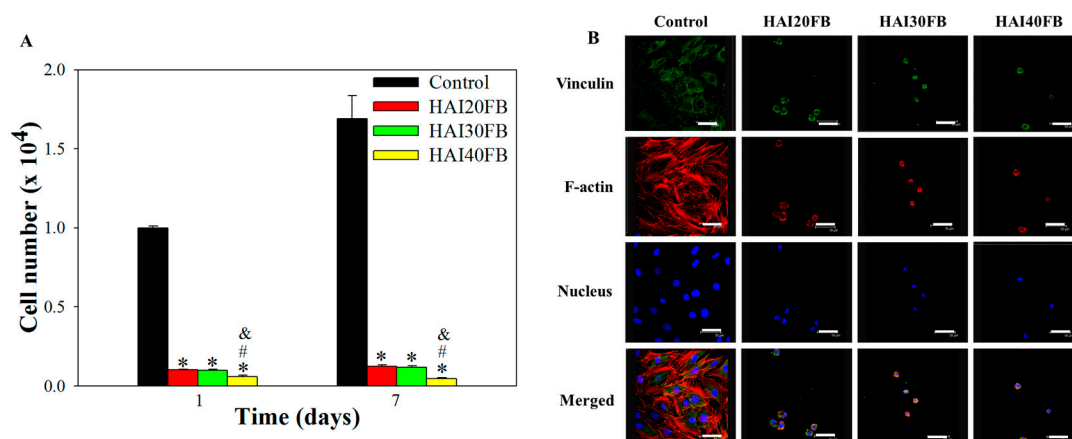 A
2.0
1.5
1.0
0.5
0.0
Cell number (x 10⁴)
Control
HAI20FB
HAI30FB
HAI40FB
* * &
#
*
* * &
#
*
1 7
Time (days)
B
Control HAI20FB HAI30FB HAI40FB
Vinculin
F-actin
Nucleus
Merged